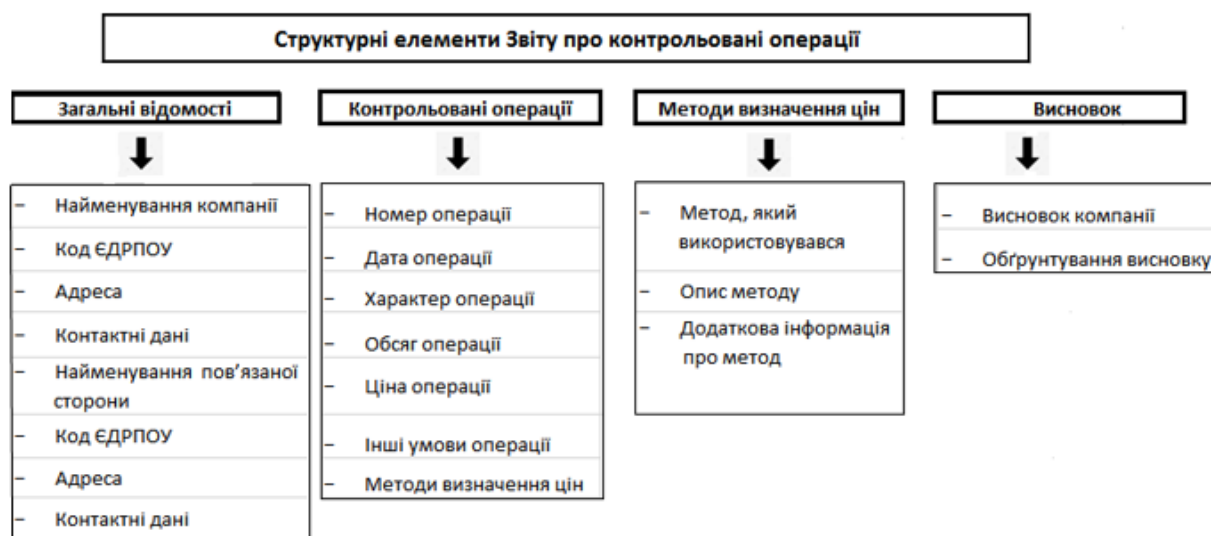 Структурні елементи Звіту про контрольовані операції
Загальні відомості
– Найменування компанії
– Код ЄДРПОУ
– Адреса
– Контактні дані
– Найменування пов’язаної
сторони
– Код ЄДРПОУ
– Адреса
– Контактні дані
Контрольовані операції
– Номер операції
– Дата операції
– Характер операції
– Обсяг операції
– Ціна операції
– Інші умови операції
– Методи визначення цін
Методи визначення цін
– Метод, який
використовувався
– Опис методу
– Додаткова інформація
про метод
Висновок
– Висновок компанії
– Обґрунтування висновку